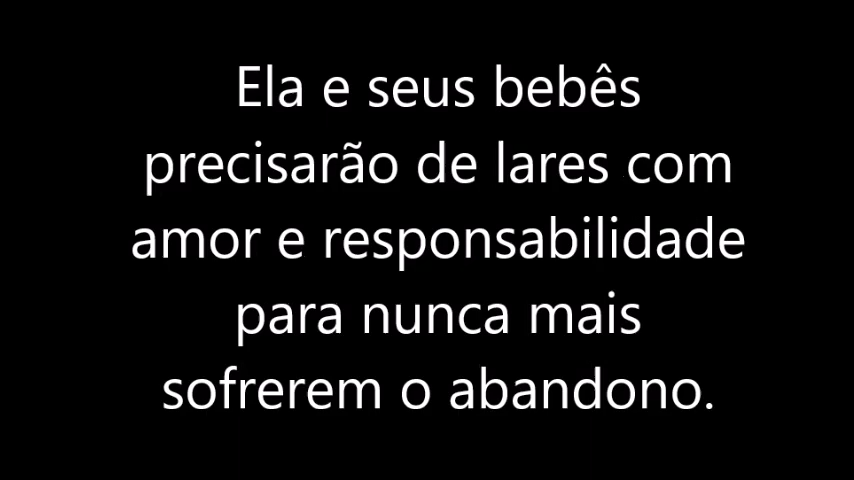 Ela e seus bebês
precisarão de lares com
amor e responsabilidade
para nunca mais
sofrerem o abandono.